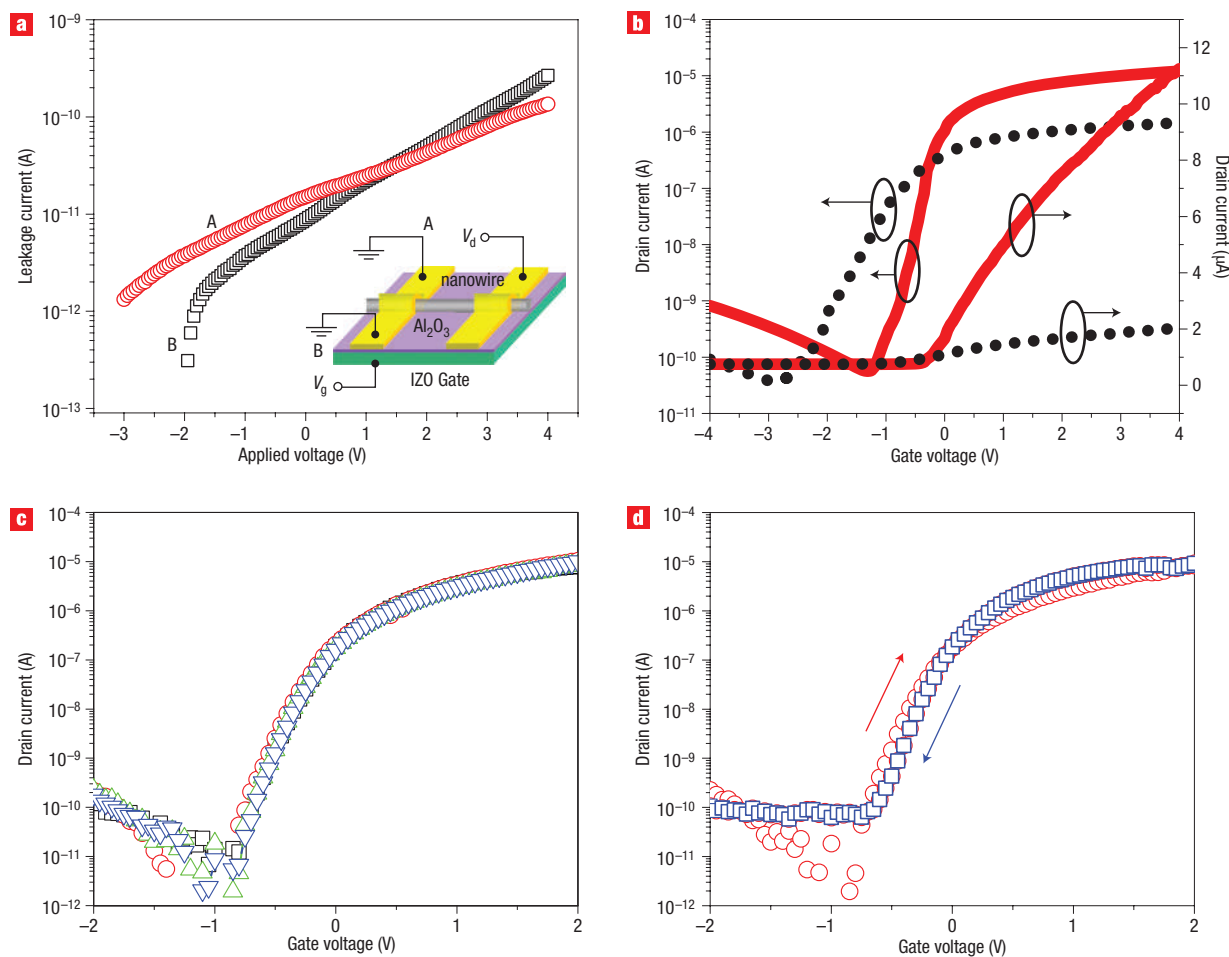 a
10⁻⁹
10⁻¹⁰
10⁻¹¹
10⁻¹²
10⁻¹³
Leakage current (A)
A
B
A
V_d
nanowire
Al₂O₃
B
IZO Gate
V_g
–3 –2 –1 0 1 2 3 4
Applied voltage (V)
b
10⁻⁴
10⁻⁵
10⁻⁶
10⁻⁷
10⁻⁸
10⁻⁹
10⁻¹⁰
10⁻¹¹
Drain current (A)
12
10
8
6
4
2
0
Drain current (μA)
–4 –3 –2 –1 0 1 2 3 4
Gate voltage (V)
c
10⁻⁴
10⁻⁵
10⁻⁶
10⁻⁷
10⁻⁸
10⁻⁹
10⁻¹⁰
10⁻¹¹
10⁻¹²
Drain current (A)
–2 –1 0 1 2
Gate voltage (V)
d
10⁻⁴
10⁻⁵
10⁻⁶
10⁻⁷
10⁻⁸
10⁻⁹
10⁻¹⁰
10⁻¹¹
10⁻¹²
Drain current (A)
–2 –1 0 1 2
Gate voltage (V)